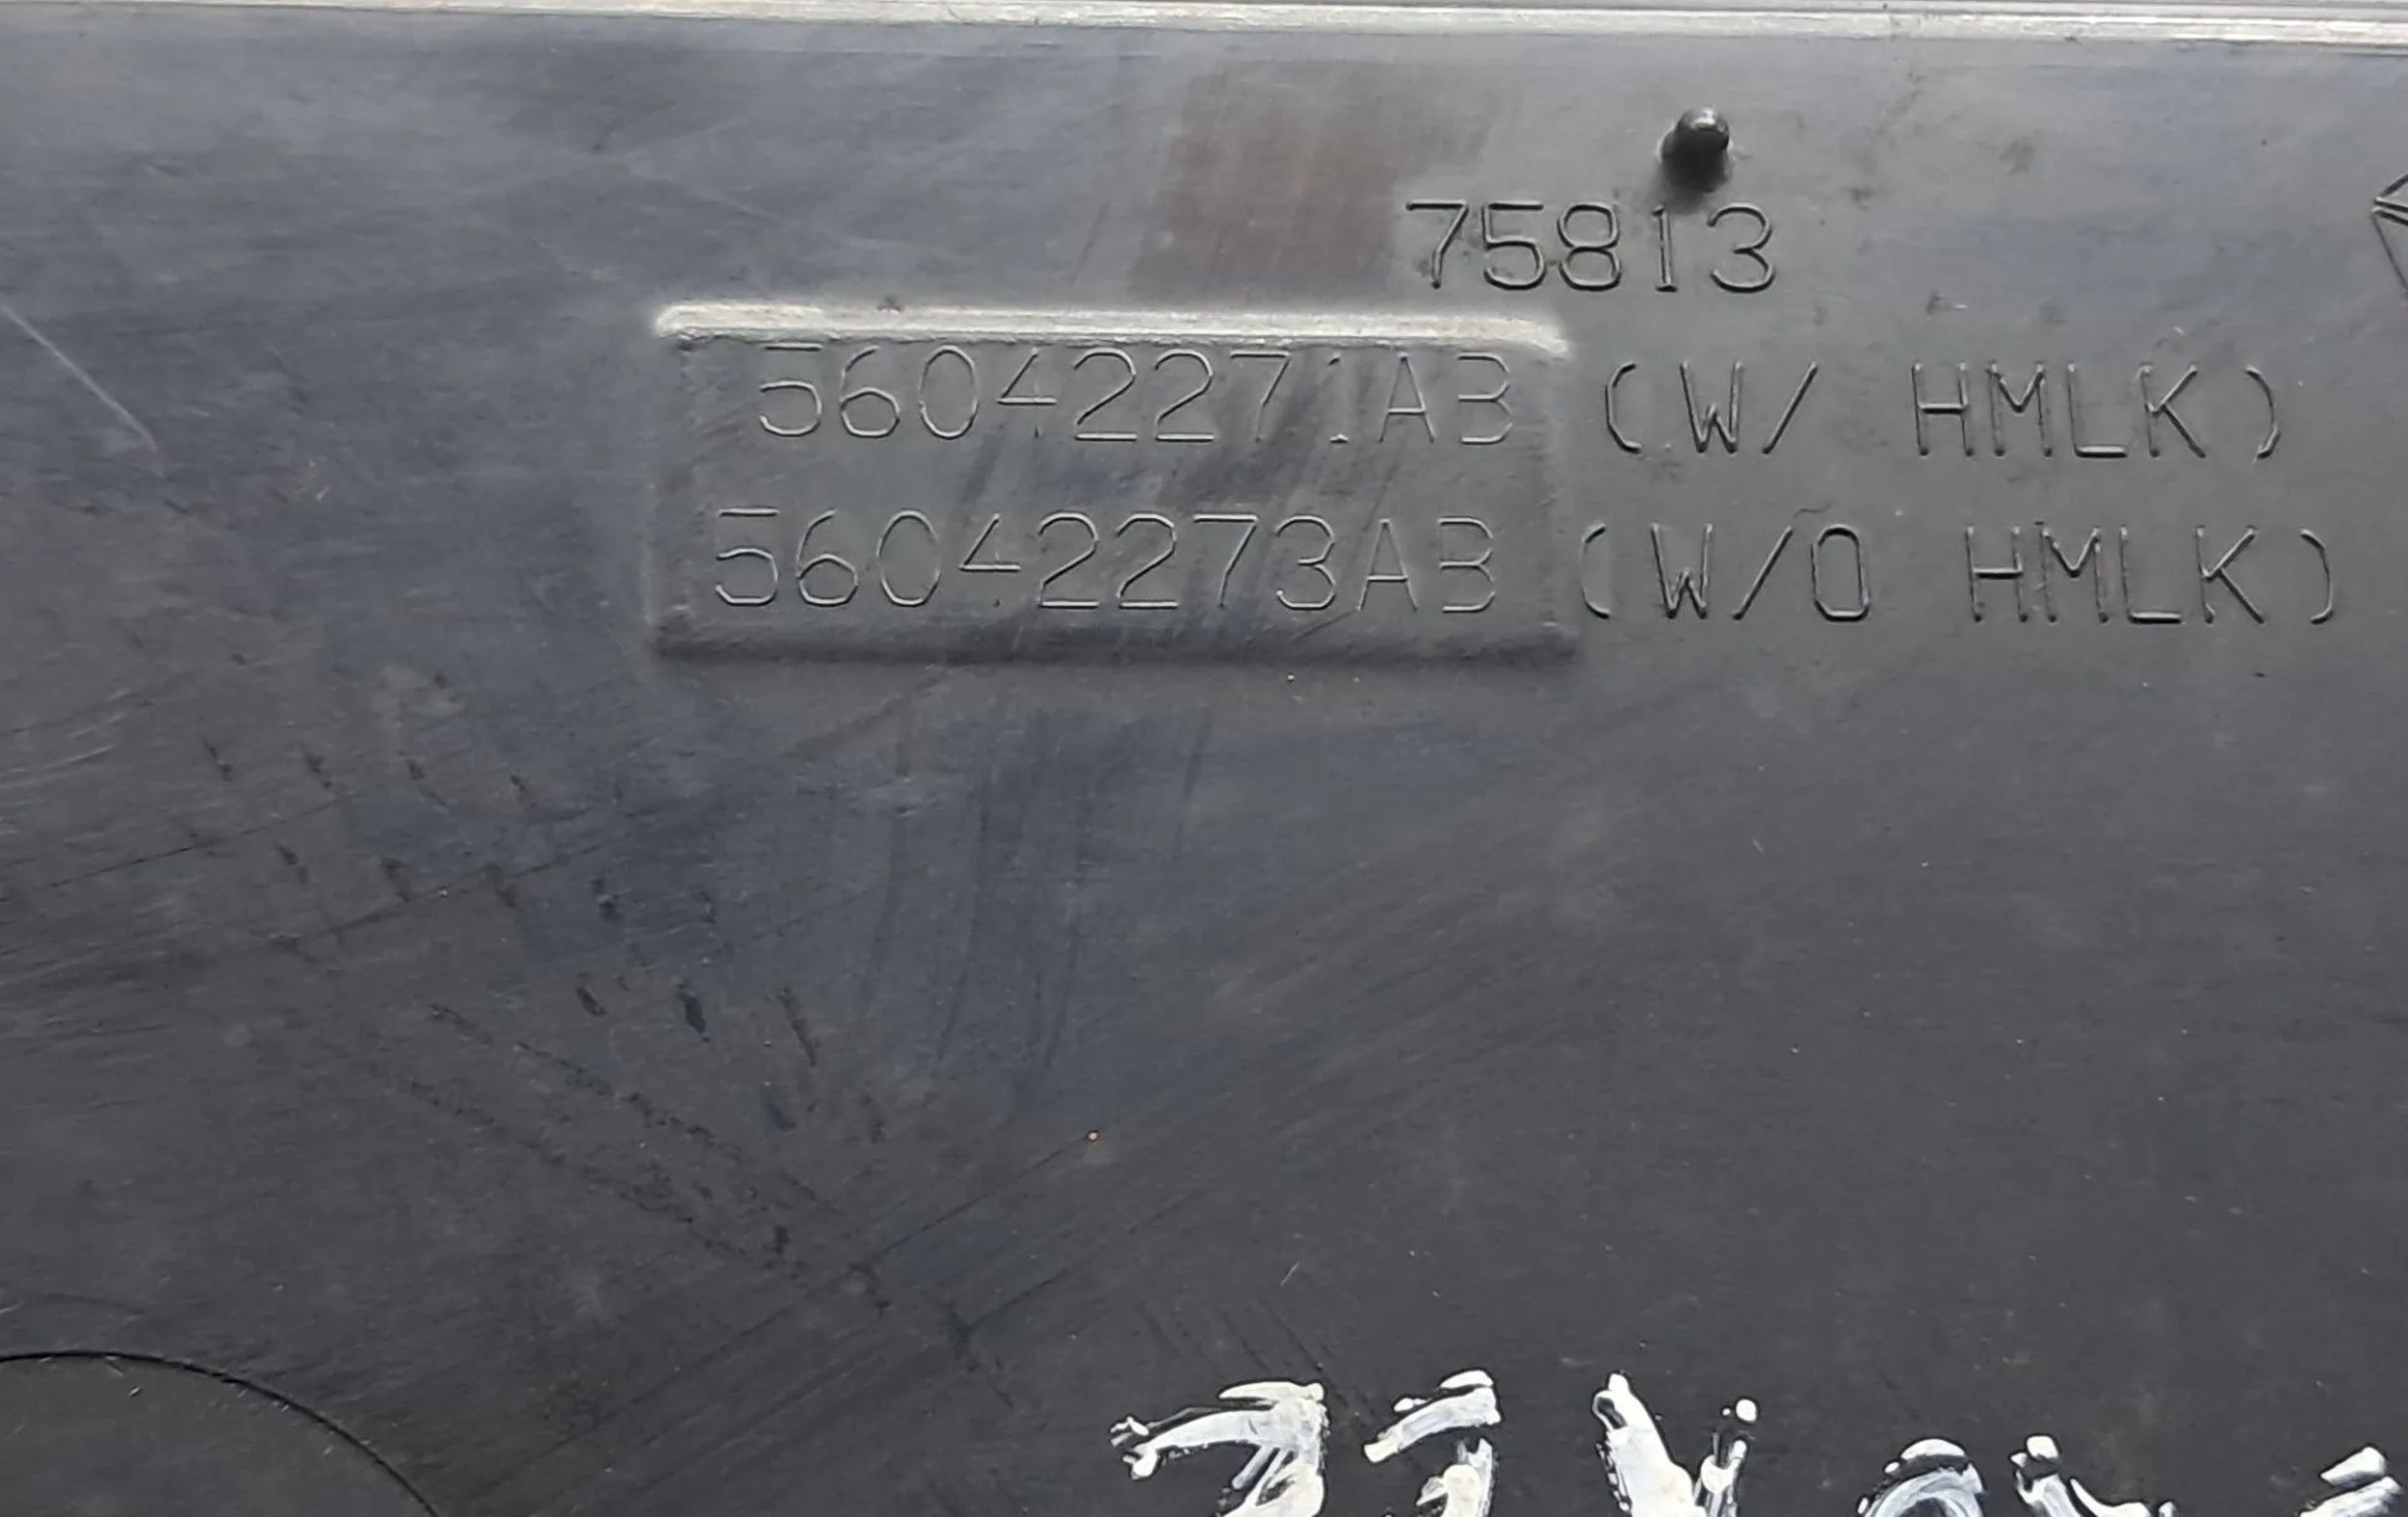 75813
56042271AB (W/ HMLK)
56042273AB (W/O HMLK)